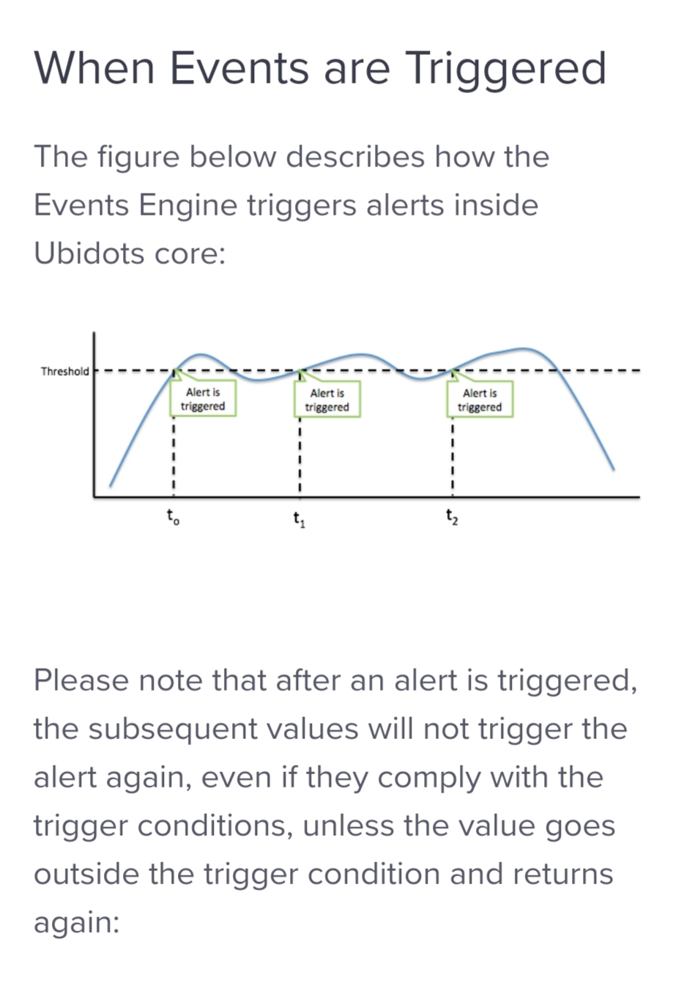 When Events are Triggered
The figure below describes how the
Events Engine triggers alerts inside
Ubidots core:
Threshold
Alert is
triggered
Alert is
triggered
Alert is
triggered
t₀
t₁
t₂
Please note that after an alert is triggered,
the subsequent values will not trigger the
alert again, even if they comply with the
trigger conditions, unless the value goes
outside the trigger condition and returns
again: